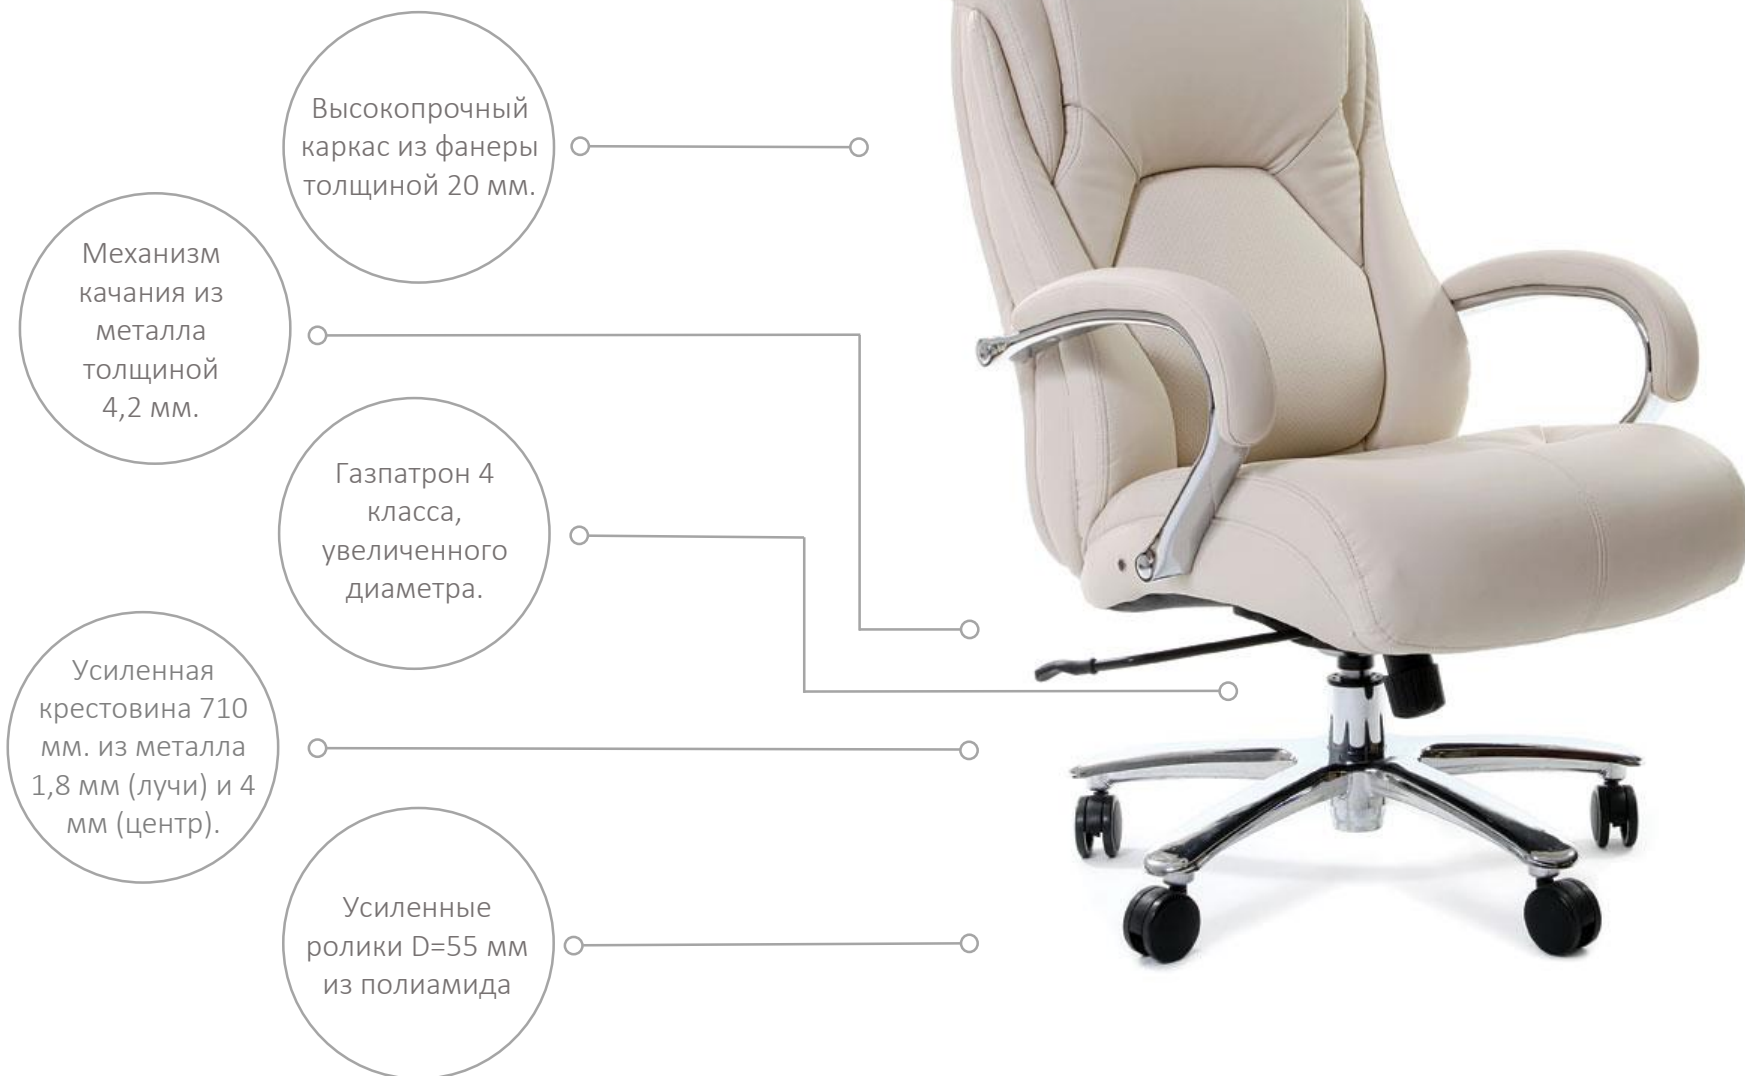 Высокопрочный
каркас из фанеры
толщиной 20 мм.
Механизм
качания из
металла
толщиной
4,2 мм.
Газпатрон 4
класса,
увеличенного
диаметра.
Усиленная
крестовина 710
мм. из металла
1,8 мм (лучи) и 4
мм (центр).
Усиленные
ролики D=55 мм
из полиамида